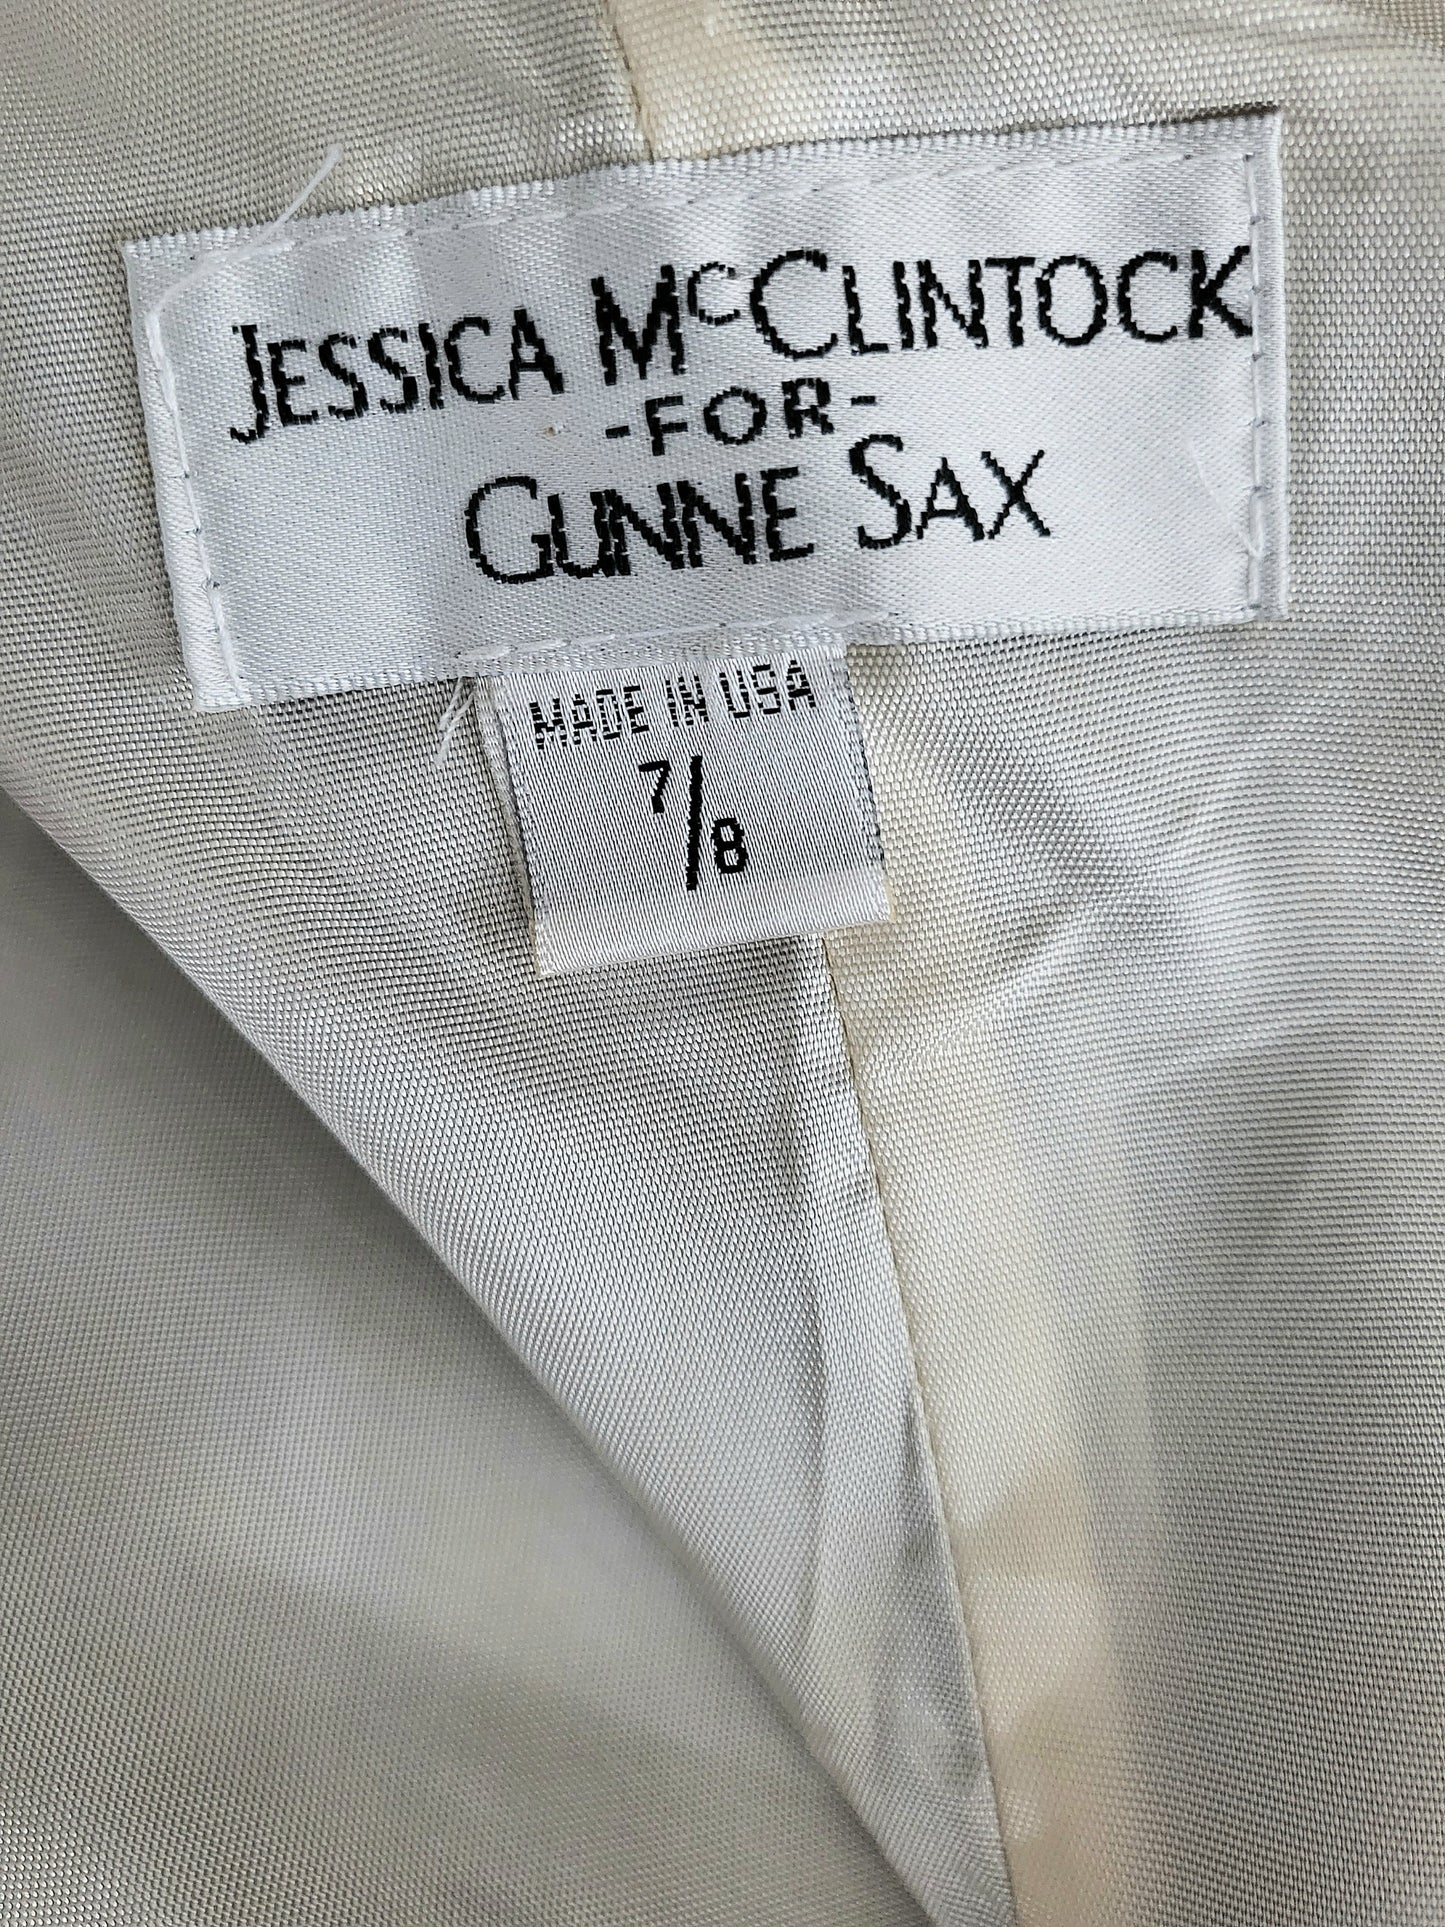 JESSICA McCLINTOCK
-FOR-
GUNNE SAX
MADE IN USA
7/8